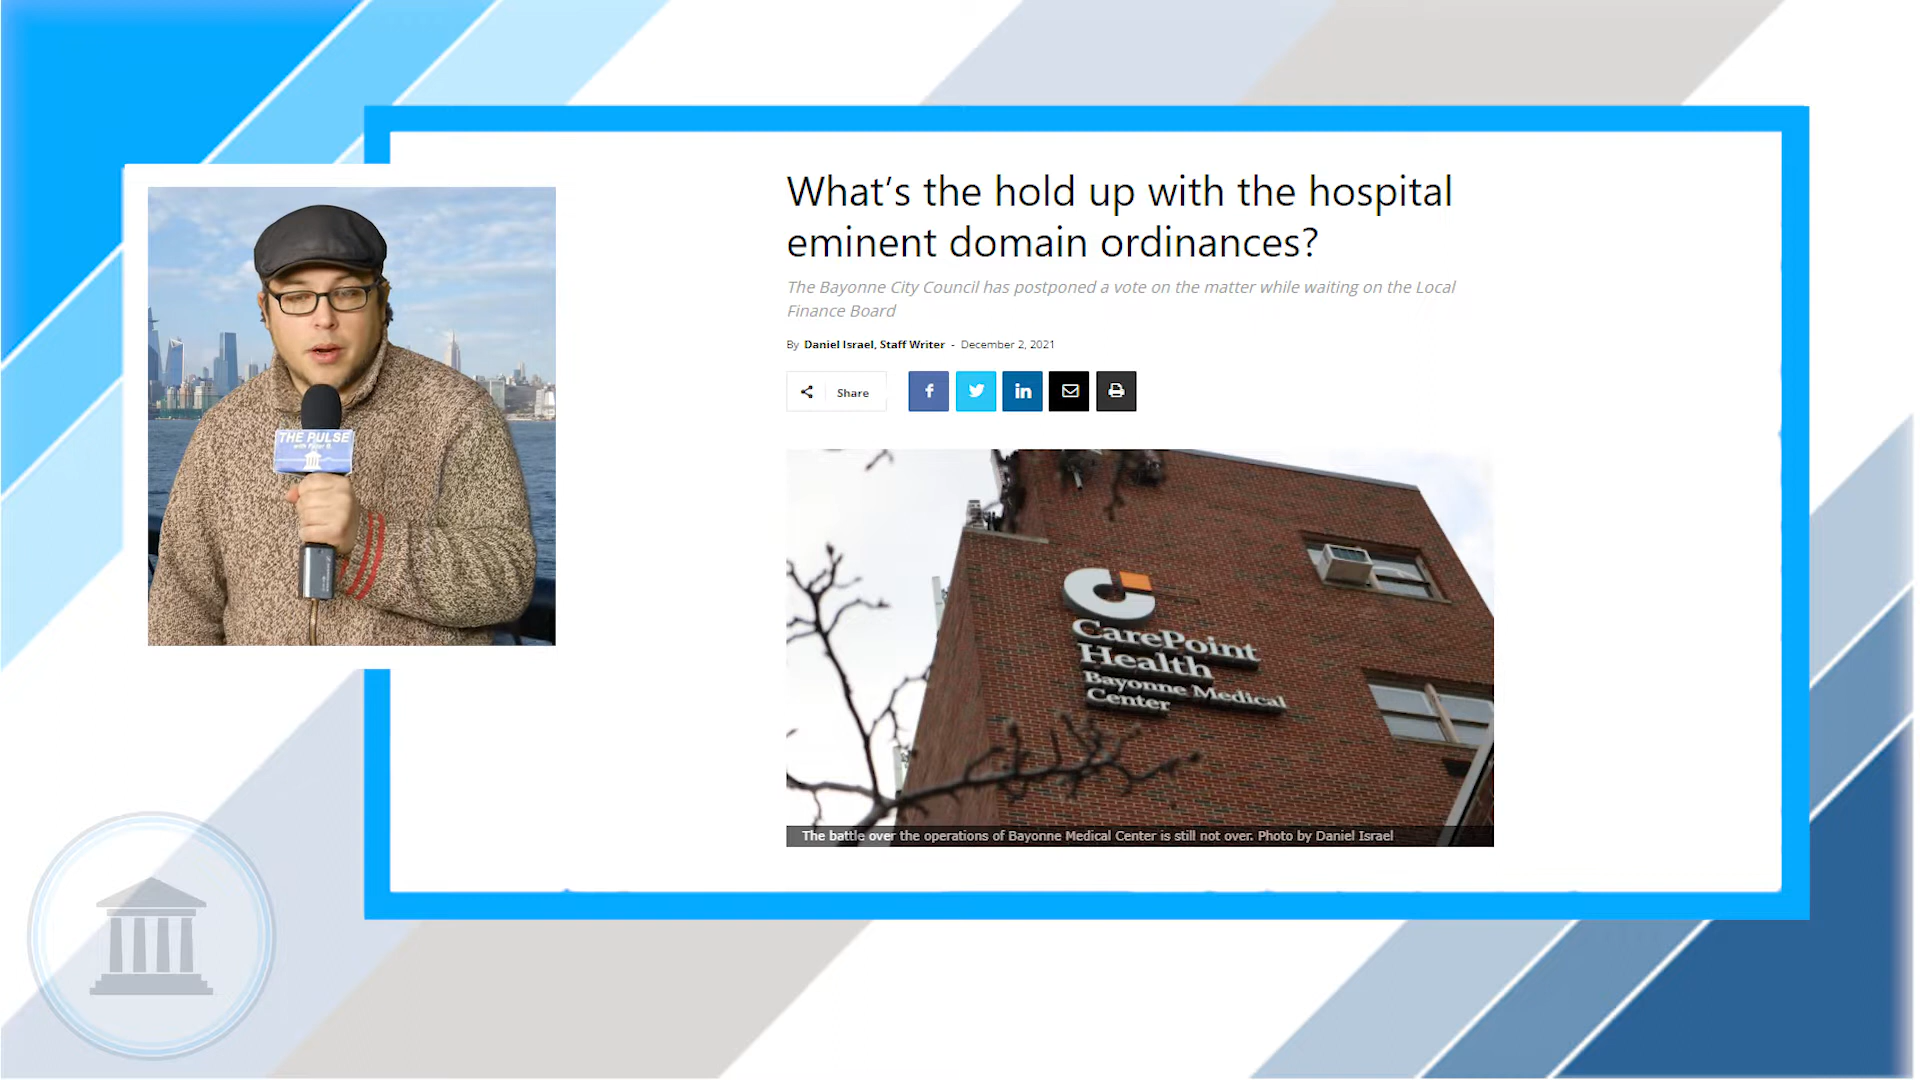 What's the hold up with the hospital
eminent domain ordinances?
The Bayonne City Council has postponed a vote on the matter while waiting on the Local
Finance Board
By Daniel Israel, Staff Writer - December 2, 2021
Share
THE PULSE
with Peter B.
CarePoint
Health
Bayonne Medical
Center
The battle over the operations of Bayonne Medical Center is still not over. Photo by Daniel Israel